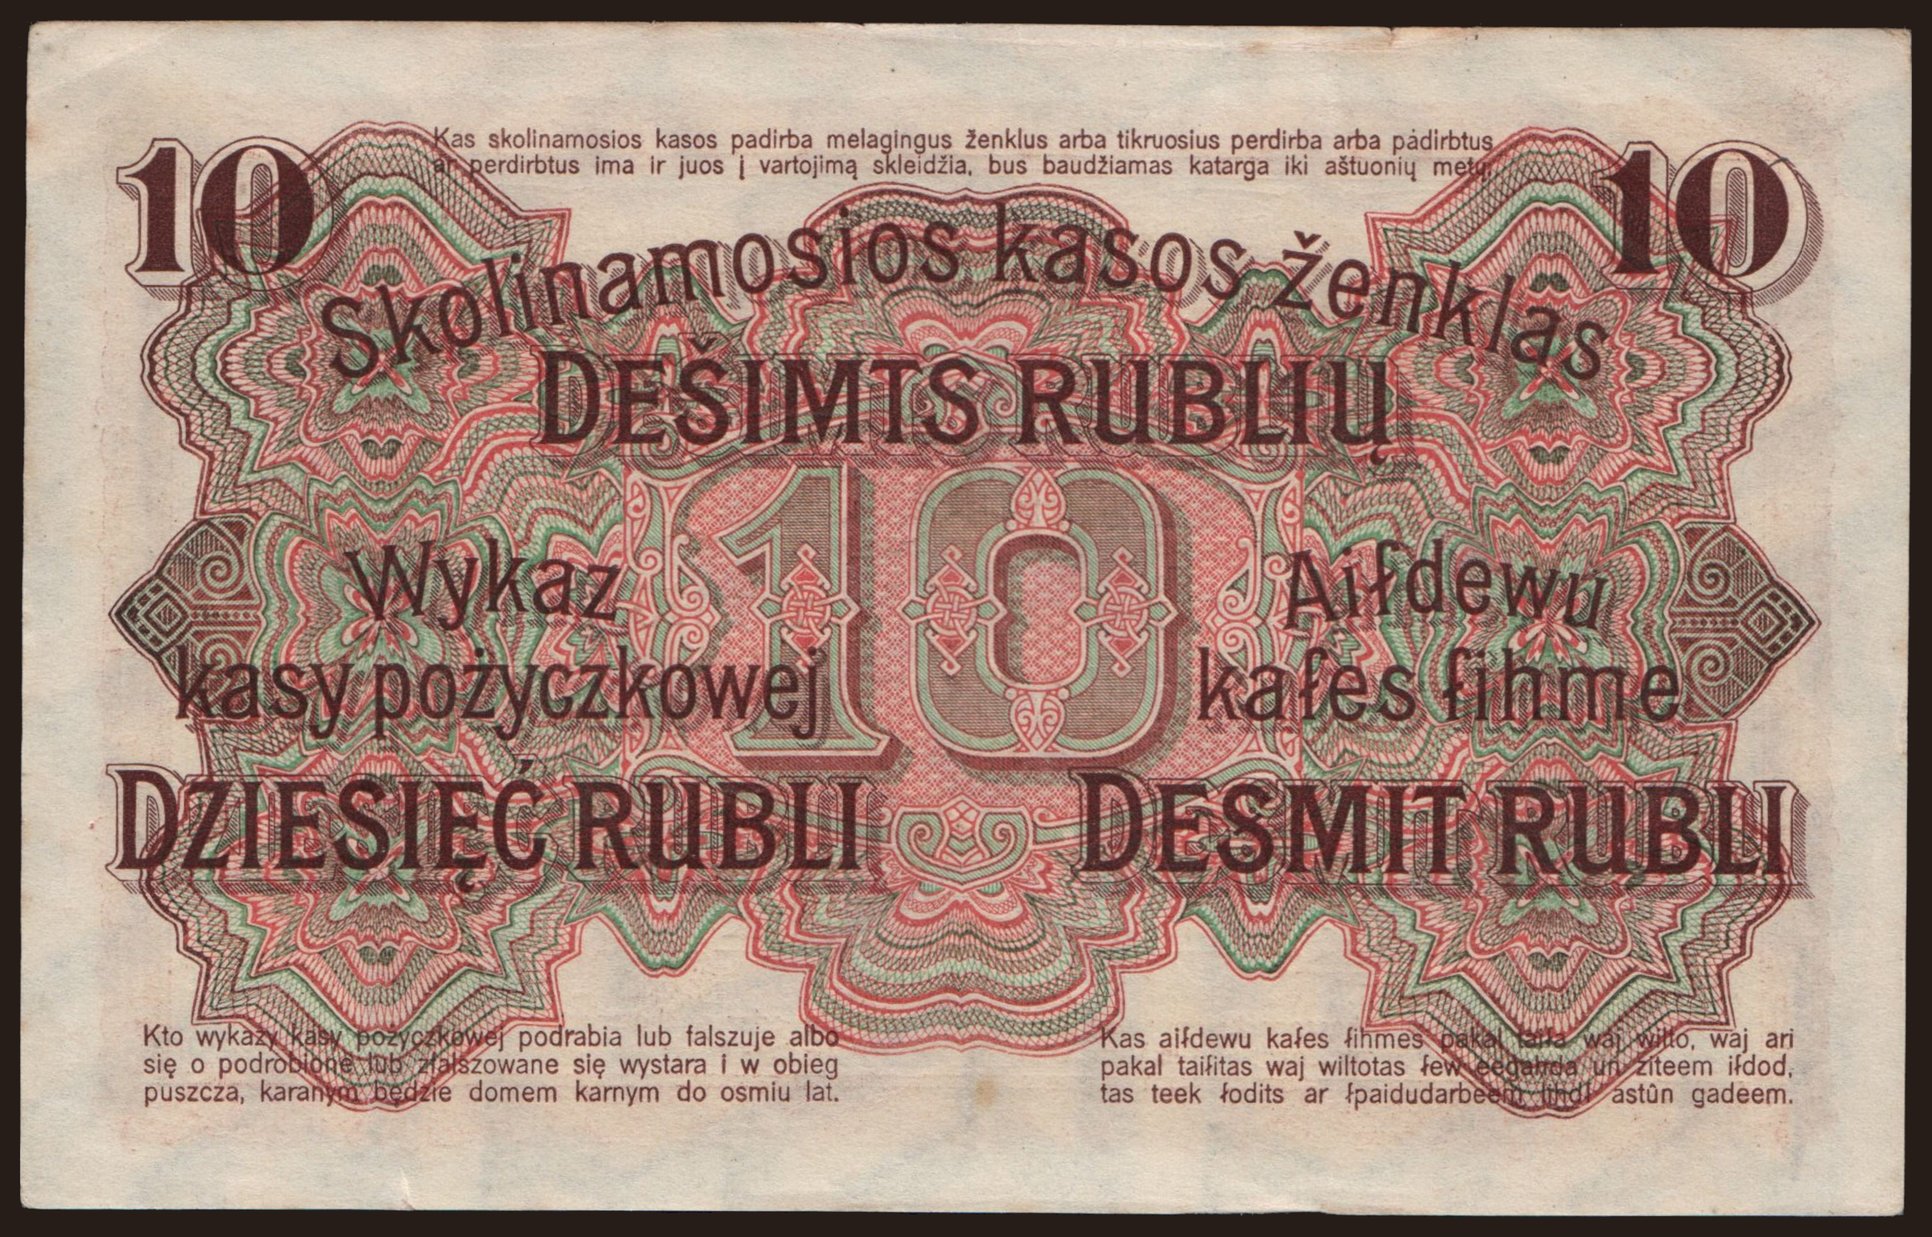 10
10
Kas skolinamosios kasos padirba melagingus ženklus arba tikruosius perdirba arba padirbtus
ar perdirbtus ima ir juos į vartojimą skleidžia, bus baudžiamas katarga iki aštuonių metų.
Skolinamosios kasos ženklas
DEŠIMTS RUBLIŲ
10
Wykaz
kasy pożyczkowej
DZIESIĘĆ RUBLI
Aiſdewu
kaſes ſihme
DESMIT RUBLI
Kto wykazy kasy pożyczkowej podrabia lub falszuje albo
się o podrobione lub zfalszowane się wystara i w obieg
puszcza, karanym będzie domem karnym do osmiu lat.
Kas aiſdewu kaſes ſihmes pakaļ taiſa waj wilto, waj ari
pakaļ taiſitas waj wiltotas ſew eegahda un ziteem iſdod,
tas teek ſodits ar ſpaidudarbeem lihdſ astûn gadeem.